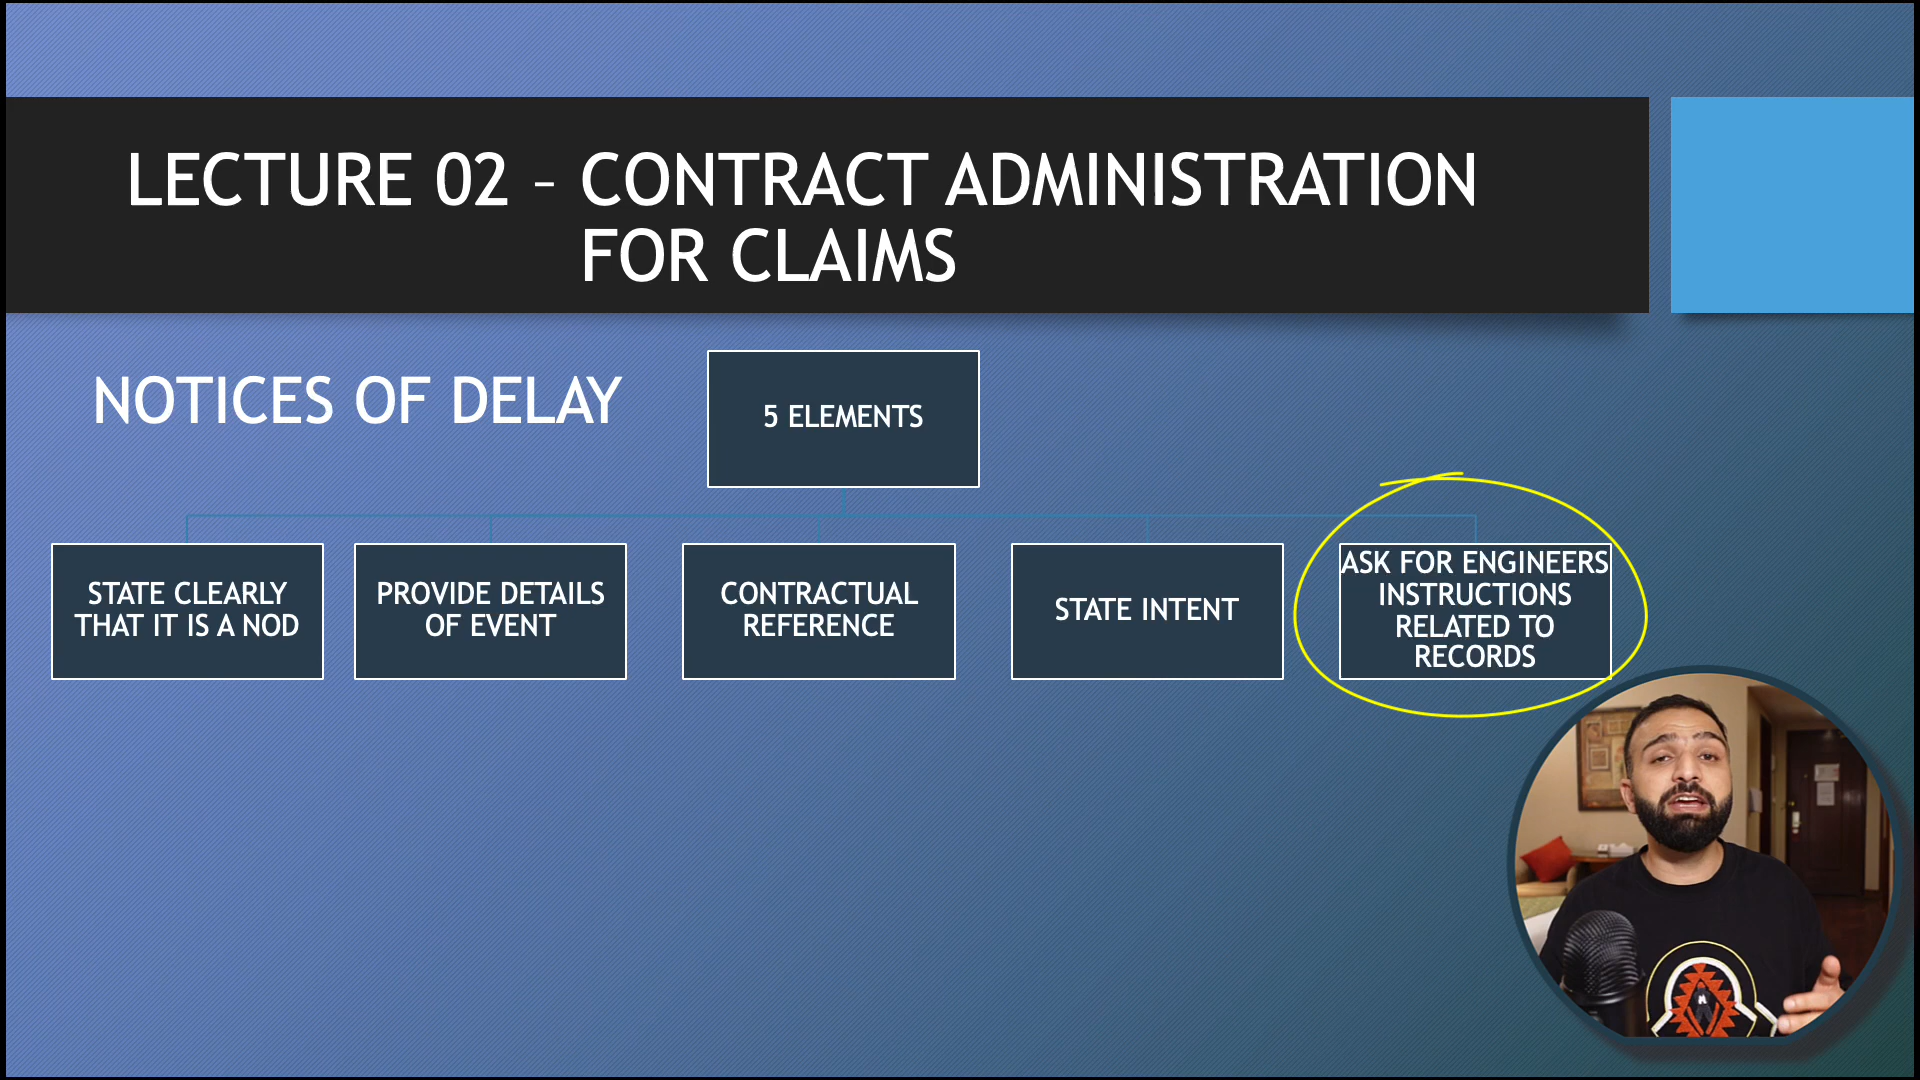 LECTURE 02 – CONTRACT ADMINISTRATION
FOR CLAIMS
NOTICES OF DELAY
5 ELEMENTS
STATE CLEARLY
THAT IT IS A NOD
PROVIDE DETAILS
OF EVENT
CONTRACTUAL
REFERENCE
STATE INTENT
ASK FOR ENGINEERS
INSTRUCTIONS
RELATED TO
RECORDS